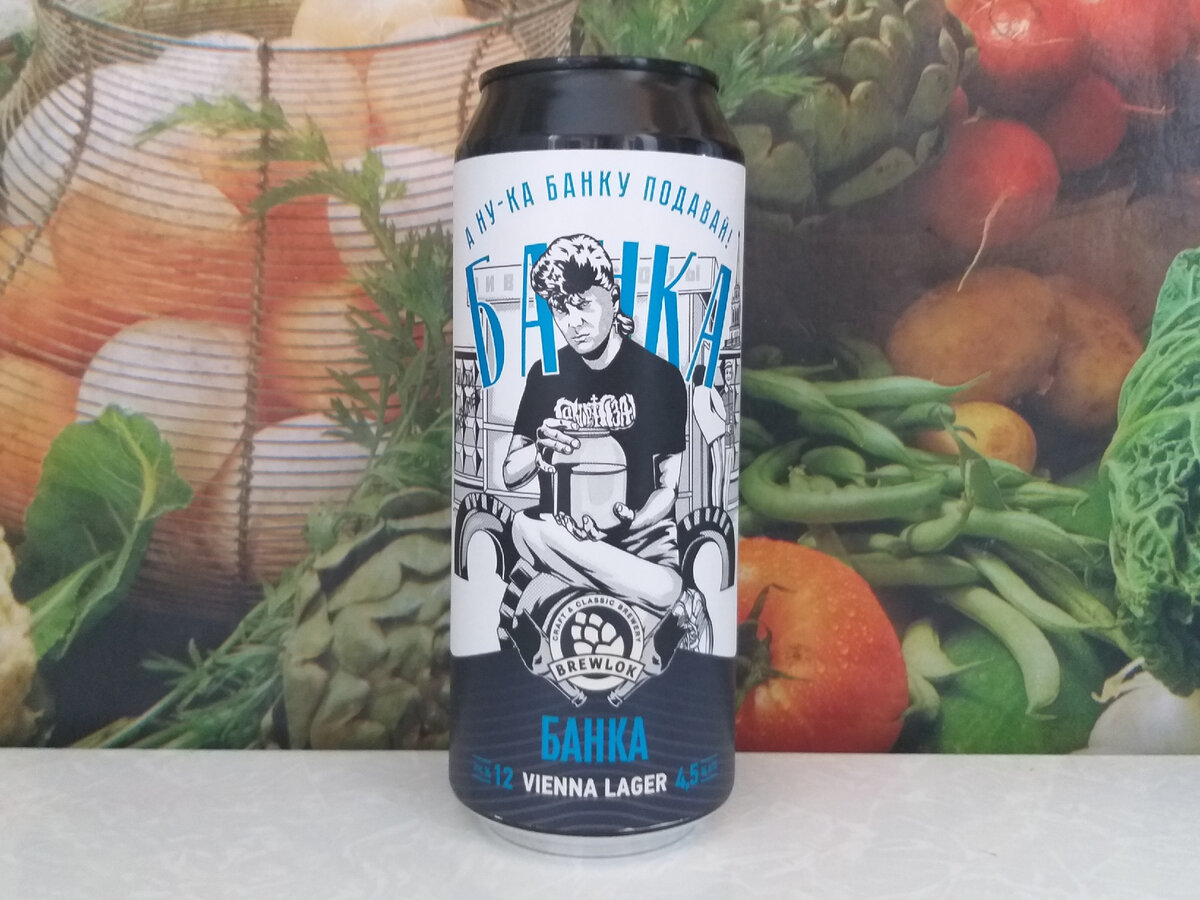 А НУ-КА БАНКУ ПОДАВАЙ!
БАНКА
CRAFT & CLASSIC BREWERY
BREWLOK
БАНКА
12 VIENNA LAGER 4,5